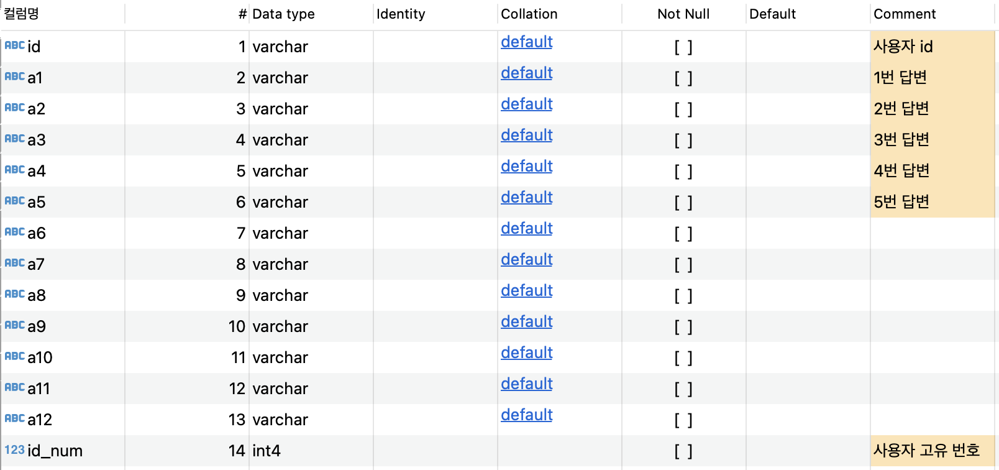 컬럼명 # Data type Identity Collation Not Null Default Comment
ABC id 1 varchar default [ ] 사용자 id
ABC a1 2 varchar default [ ] 1번 답변
ABC a2 3 varchar default [ ] 2번 답변
ABC a3 4 varchar default [ ] 3번 답변
ABC a4 5 varchar default [ ] 4번 답변
ABC a5 6 varchar default [ ] 5번 답변
ABC a6 7 varchar default [ ]
ABC a7 8 varchar default [ ]
ABC a8 9 varchar default [ ]
ABC a9 10 varchar default [ ]
ABC a10 11 varchar default [ ]
ABC a11 12 varchar default [ ]
ABC a12 13 varchar default [ ]
123 id_num 14 int4 [ ] 사용자 고유 번호